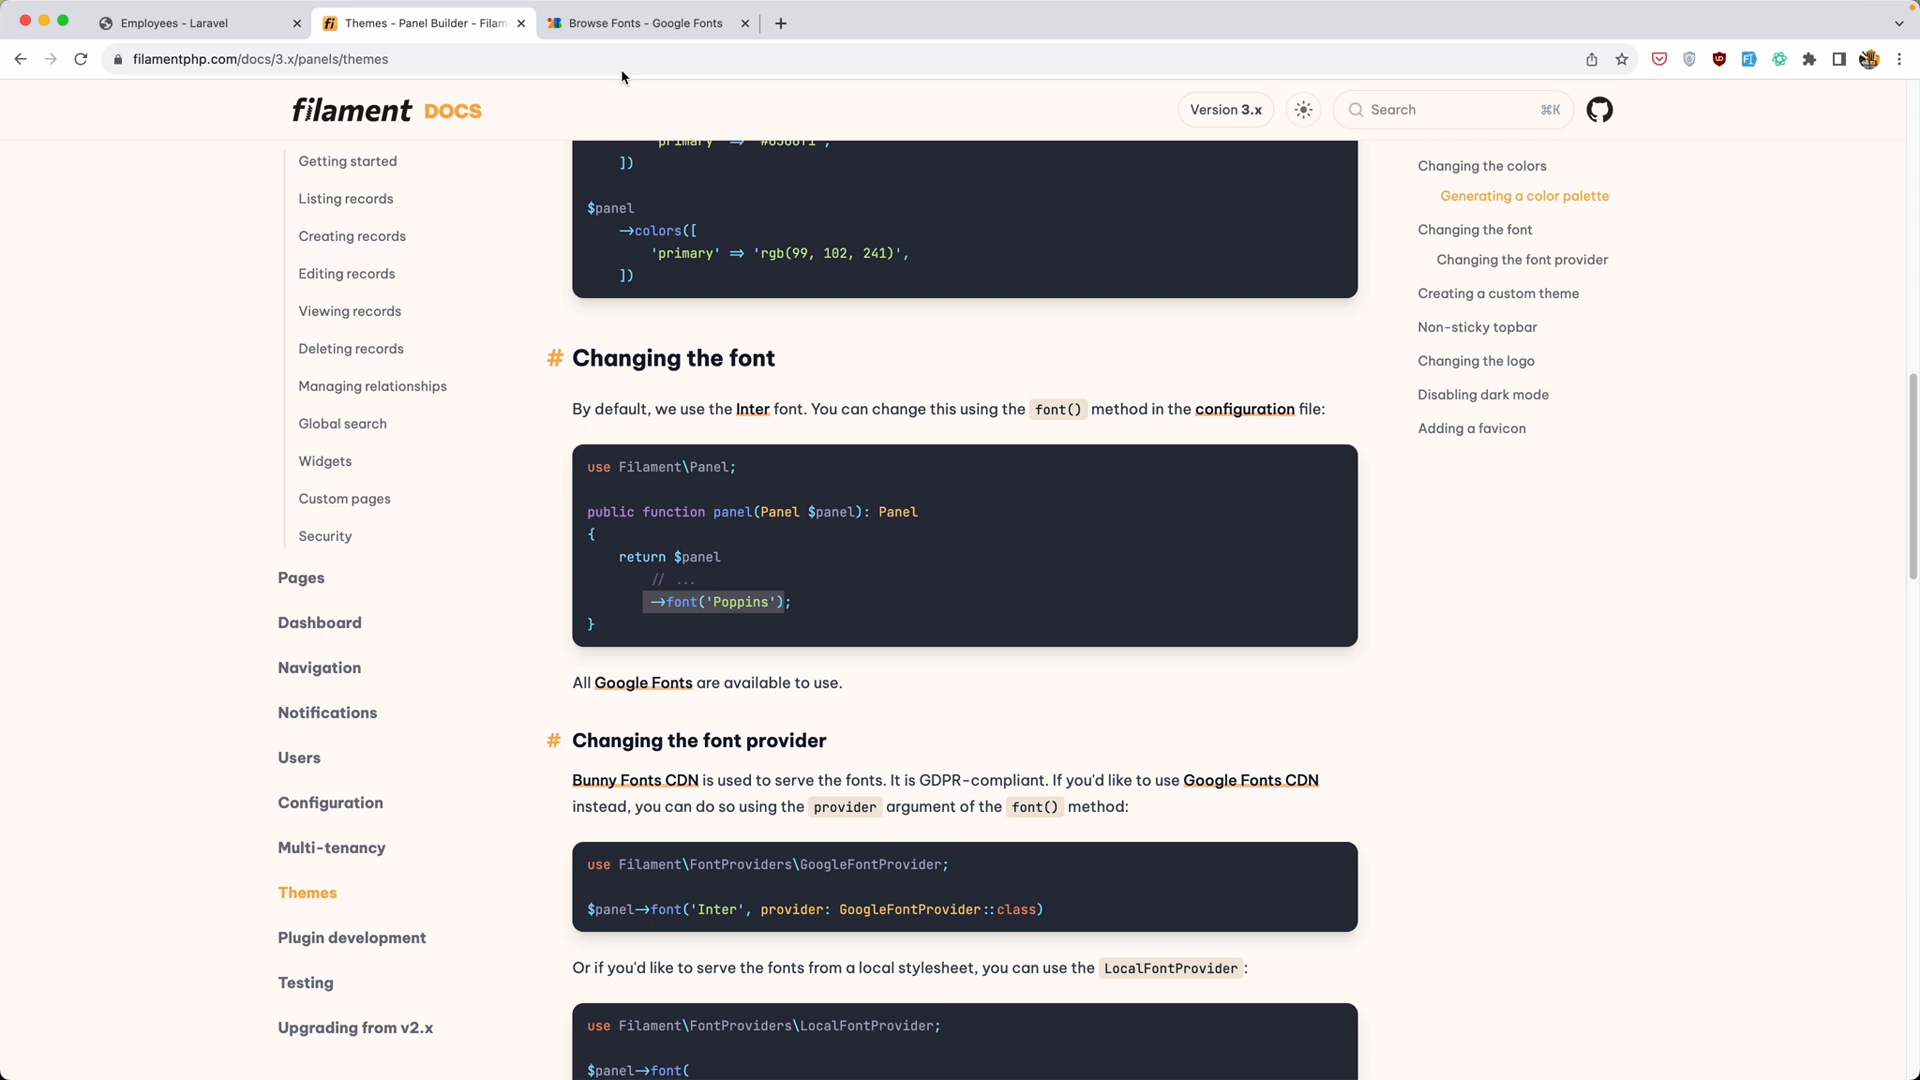 Employees - Laravel
Themes - Panel Builder - Filam
Browse Fonts - Google Fonts
filamentphp.com/docs/3.x/panels/themes
filament DOCS
Version 3.x
Search
⌘K
Getting started
Listing records
Creating records
Editing records
Viewing records
Deleting records
Managing relationships
Global search
Widgets
Custom pages
Security
Pages
Dashboard
Navigation
Notifications
Users
Configuration
Multi-tenancy
Themes
Plugin development
Testing
Upgrading from v2.x
'primary' => '#6366f1',
])
$panel
->colors([
'primary' => 'rgb(99, 102, 241)',
])
# Changing the font
By default, we use the Inter font. You can change this using the font() method in the configuration file:
use Filament\Panel;
public function panel(Panel $panel): Panel
{
return $panel
// ...
->font('Poppins');
}
All Google Fonts are available to use.
# Changing the font provider
Bunny Fonts CDN is used to serve the fonts. It is GDPR-compliant. If you'd like to use Google Fonts CDN
instead, you can do so using the provider argument of the font() method:
use Filament\FontProviders\GoogleFontProvider;
$panel->font('Inter', provider: GoogleFontProvider::class)
Or if you'd like to serve the fonts from a local stylesheet, you can use the LocalFontProvider:
use Filament\FontProviders\LocalFontProvider;
$panel->font(
Changing the colors
Generating a color palette
Changing the font
Changing the font provider
Creating a custom theme
Non-sticky topbar
Changing the logo
Disabling dark mode
Adding a favicon